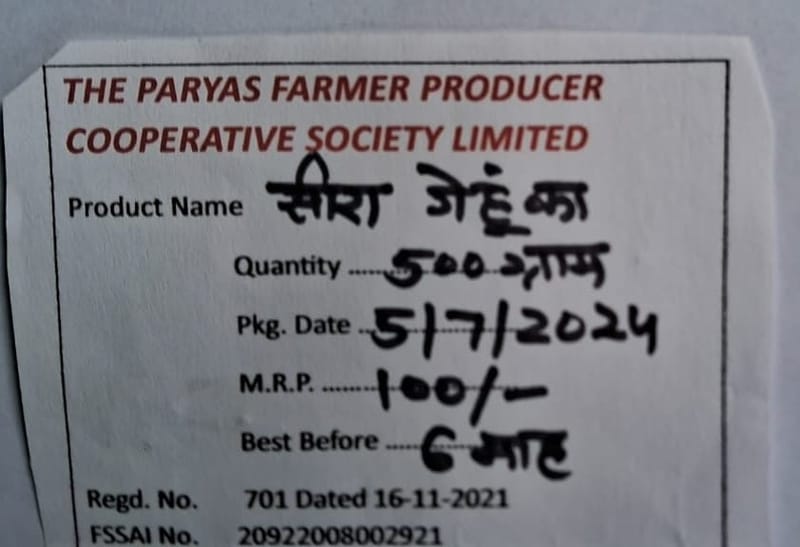 THE PARYAS FARMER PRODUCER
COOPERATIVE SOCIETY LIMITED
Product Name सीरा गेहूं का
Quantity ...... 500 ग्राम
Pkg. Date .. 5/7/2024
M.R.P. ....... 100/-
Best Before ..... 6 माह
Regd. No. 701 Dated 16-11-2021
FSSAI No. 20922008002921